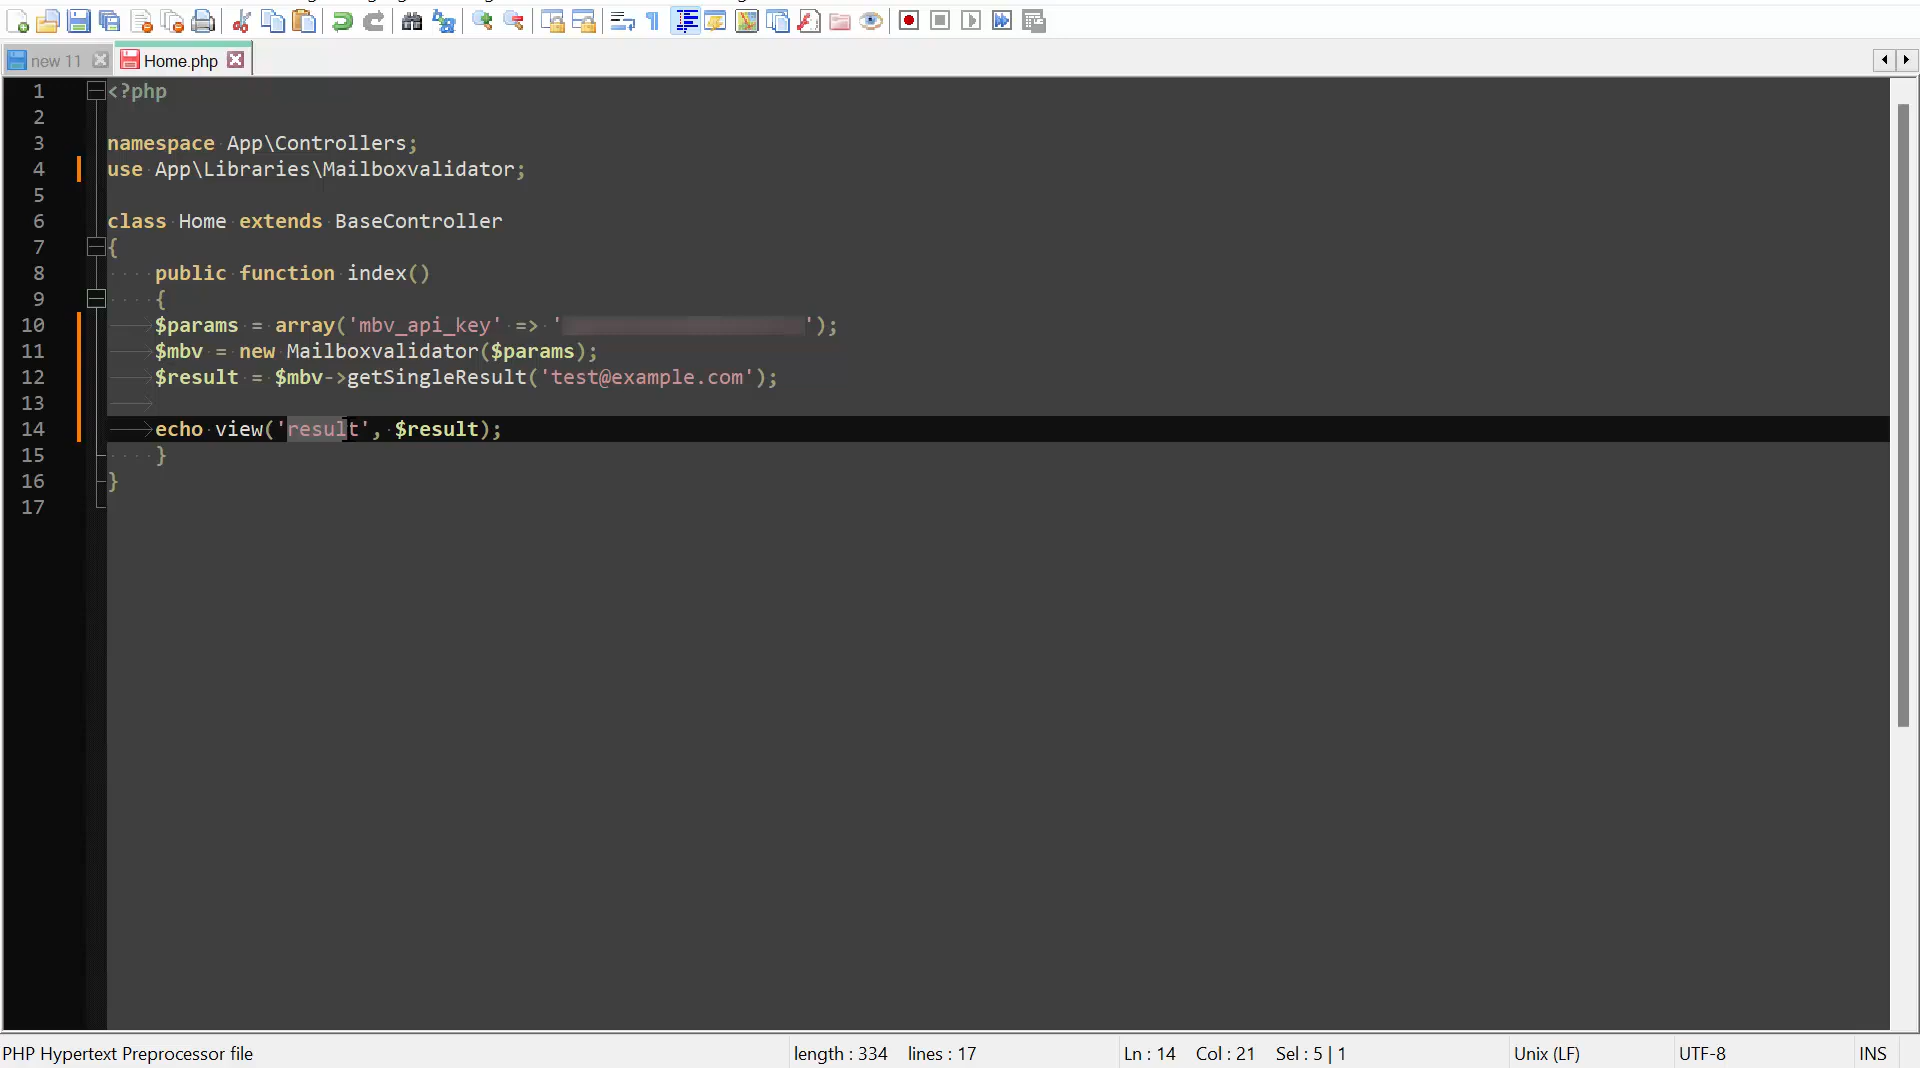 new 11
Home.php
1 <?php
2
3 namespace App\Controllers;
4 use App\Libraries\Mailboxvalidator;
5
6 class Home extends BaseController
7 {
8 public function index()
9 {
10 $params = array('mbv_api_key' => '');
11 $mbv = new Mailboxvalidator($params);
12 $result = $mbv->getSingleResult('test@example.com');
13
14 echo view('result', $result);
15 }
16 }
17
PHP Hypertext Preprocessor file length : 334 lines : 17 Ln : 14 Col : 21 Sel : 5 | 1 Unix (LF) UTF-8 INS